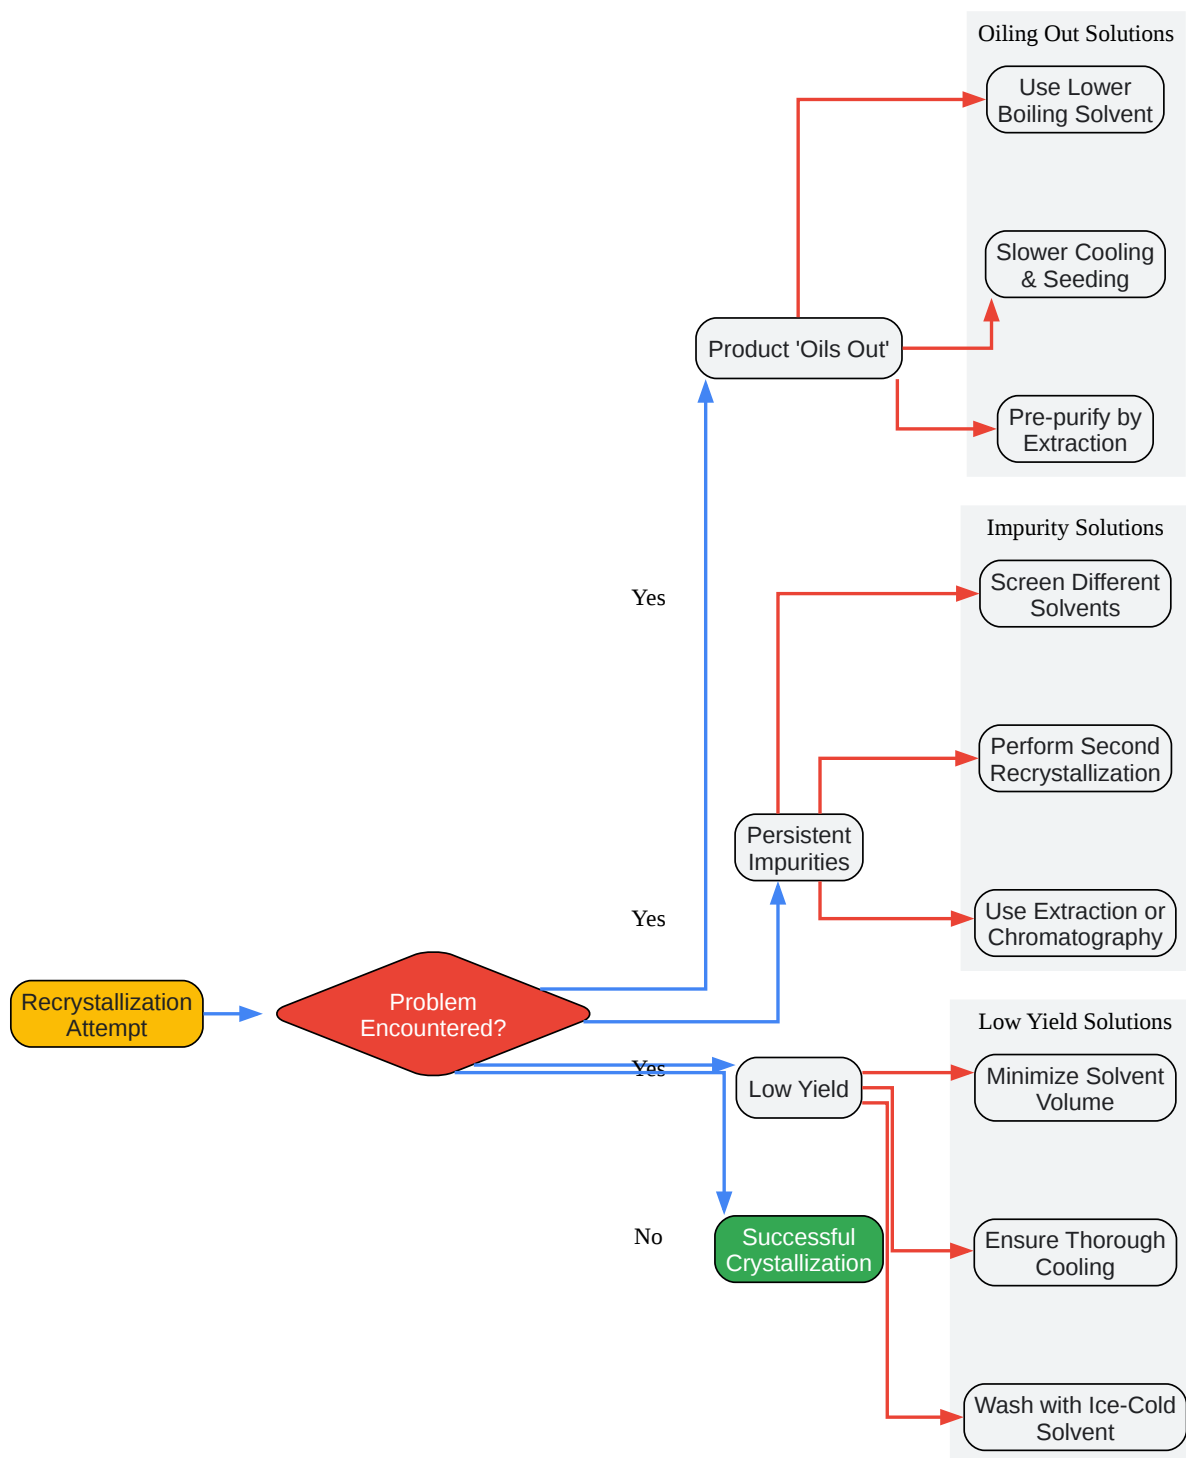 Oiling Out Solutions
Use Lower
Boiling Solvent
Slower Cooling
& Seeding
Product 'Oils Out'
Pre-purify by
Extraction
Impurity Solutions
Screen Different
Solvents
Yes
Perform Second
Recrystallization
Persistent
Impurities
Yes
Use Extraction or
Chromatography
Recrystallization
Attempt
Problem
Encountered?
Low Yield Solutions
Yes
Low Yield
Minimize Solvent
Volume
No
Successful
Crystallization
Ensure Thorough
Cooling
Wash with Ice-Cold
Solvent